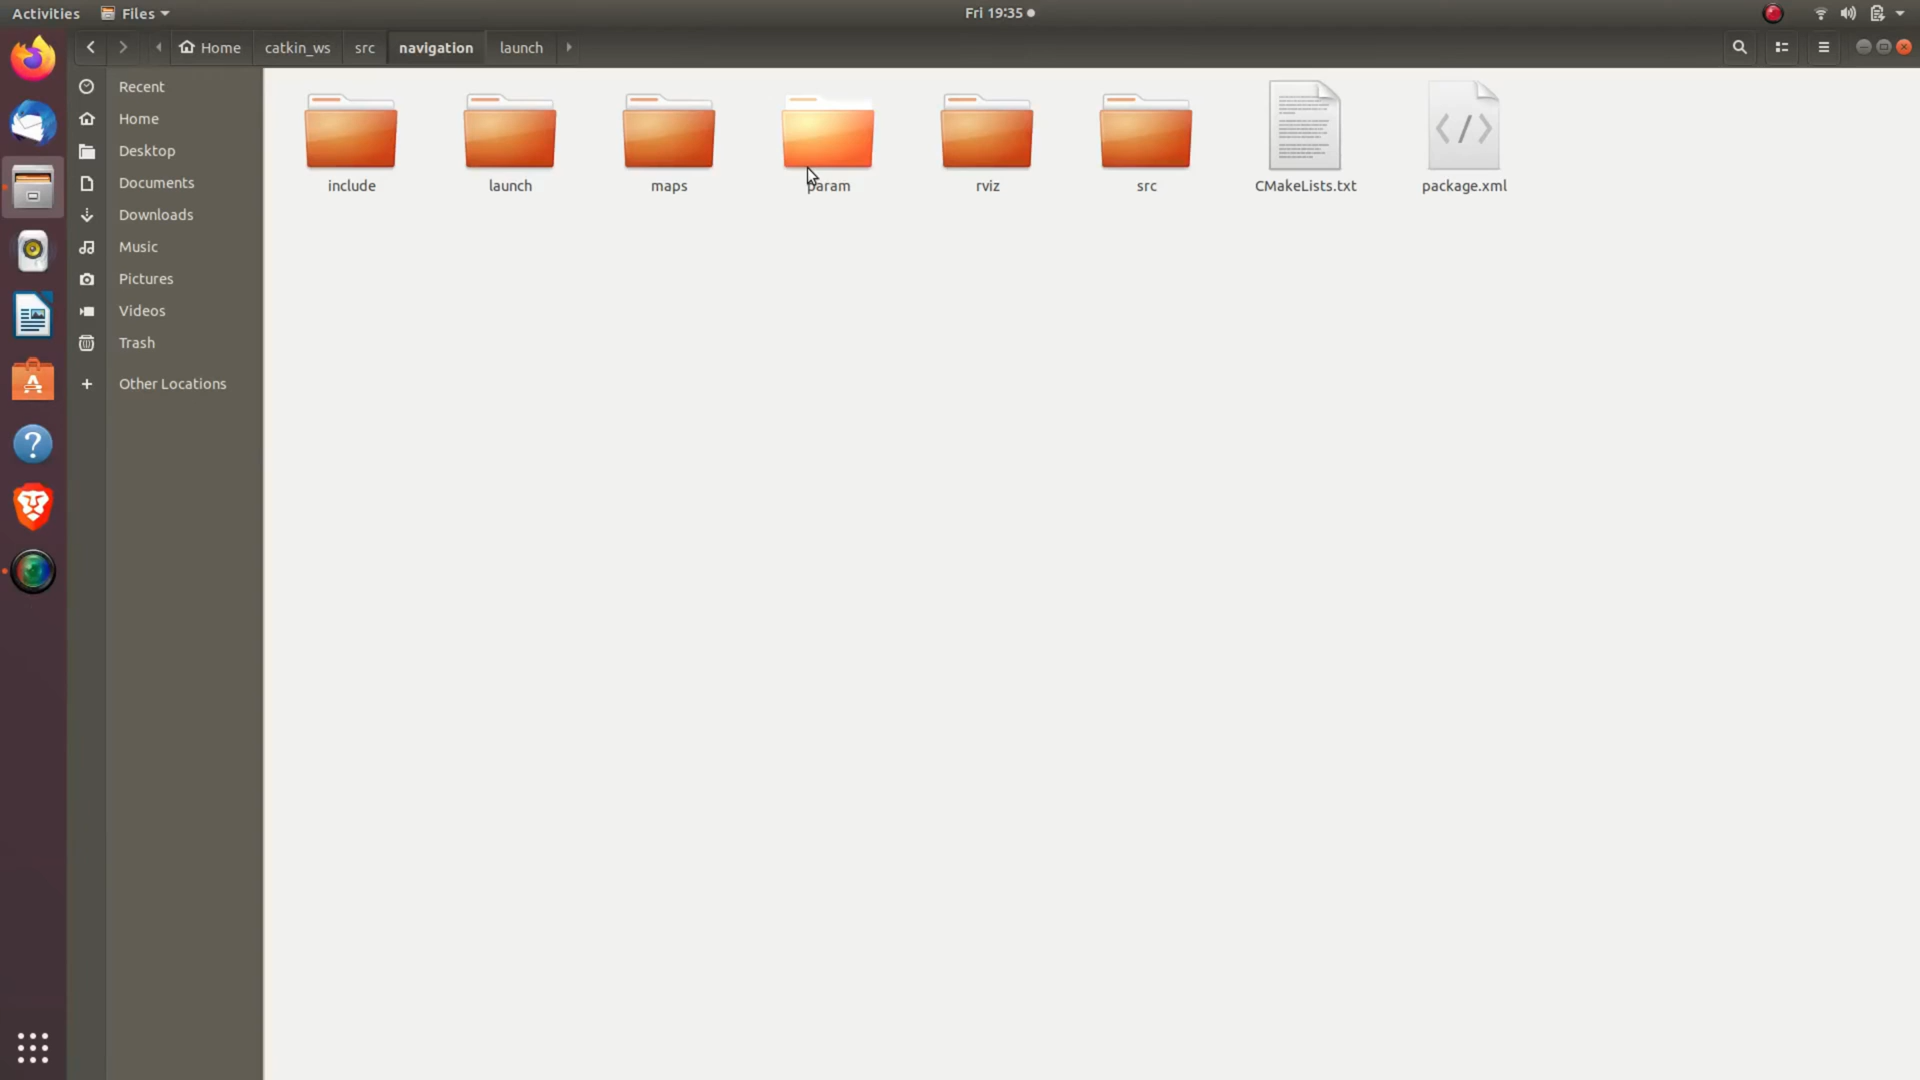 Activities Files Fri 19:35
Home catkin_ws src navigation launch
Recent
Home
Desktop
Documents
Downloads
Music
Pictures
Videos
Trash
Other Locations
include launch maps param rviz src CMakeLists.txt package.xml